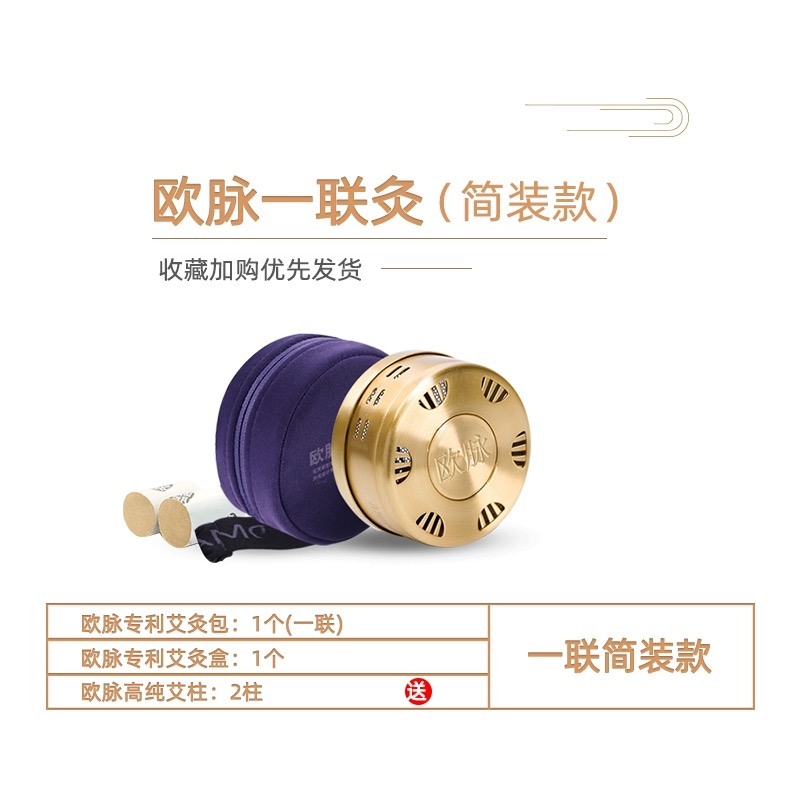 欧脉一联灸(简装款)
收藏加购优先发货
欧脉
欧脉
欧脉专利艾灸包：1个(一联)
欧脉专利艾灸盒：1个
欧脉高纯艾柱：2柱 送
一联简装款